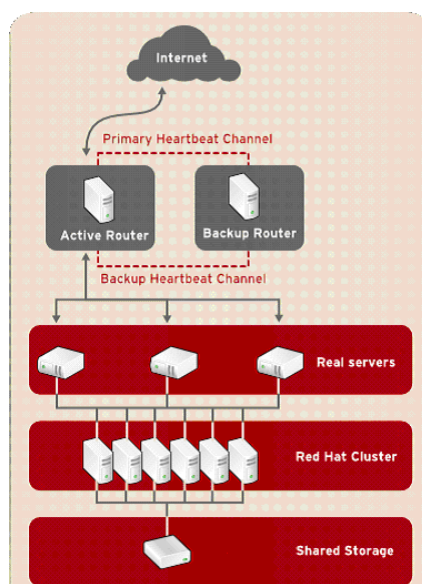 Internet
Primary Heartbeat Channel
Active Router
Backup Router
Backup Heartbeat Channel
Real servers
Red Hat Cluster
Shared Storage